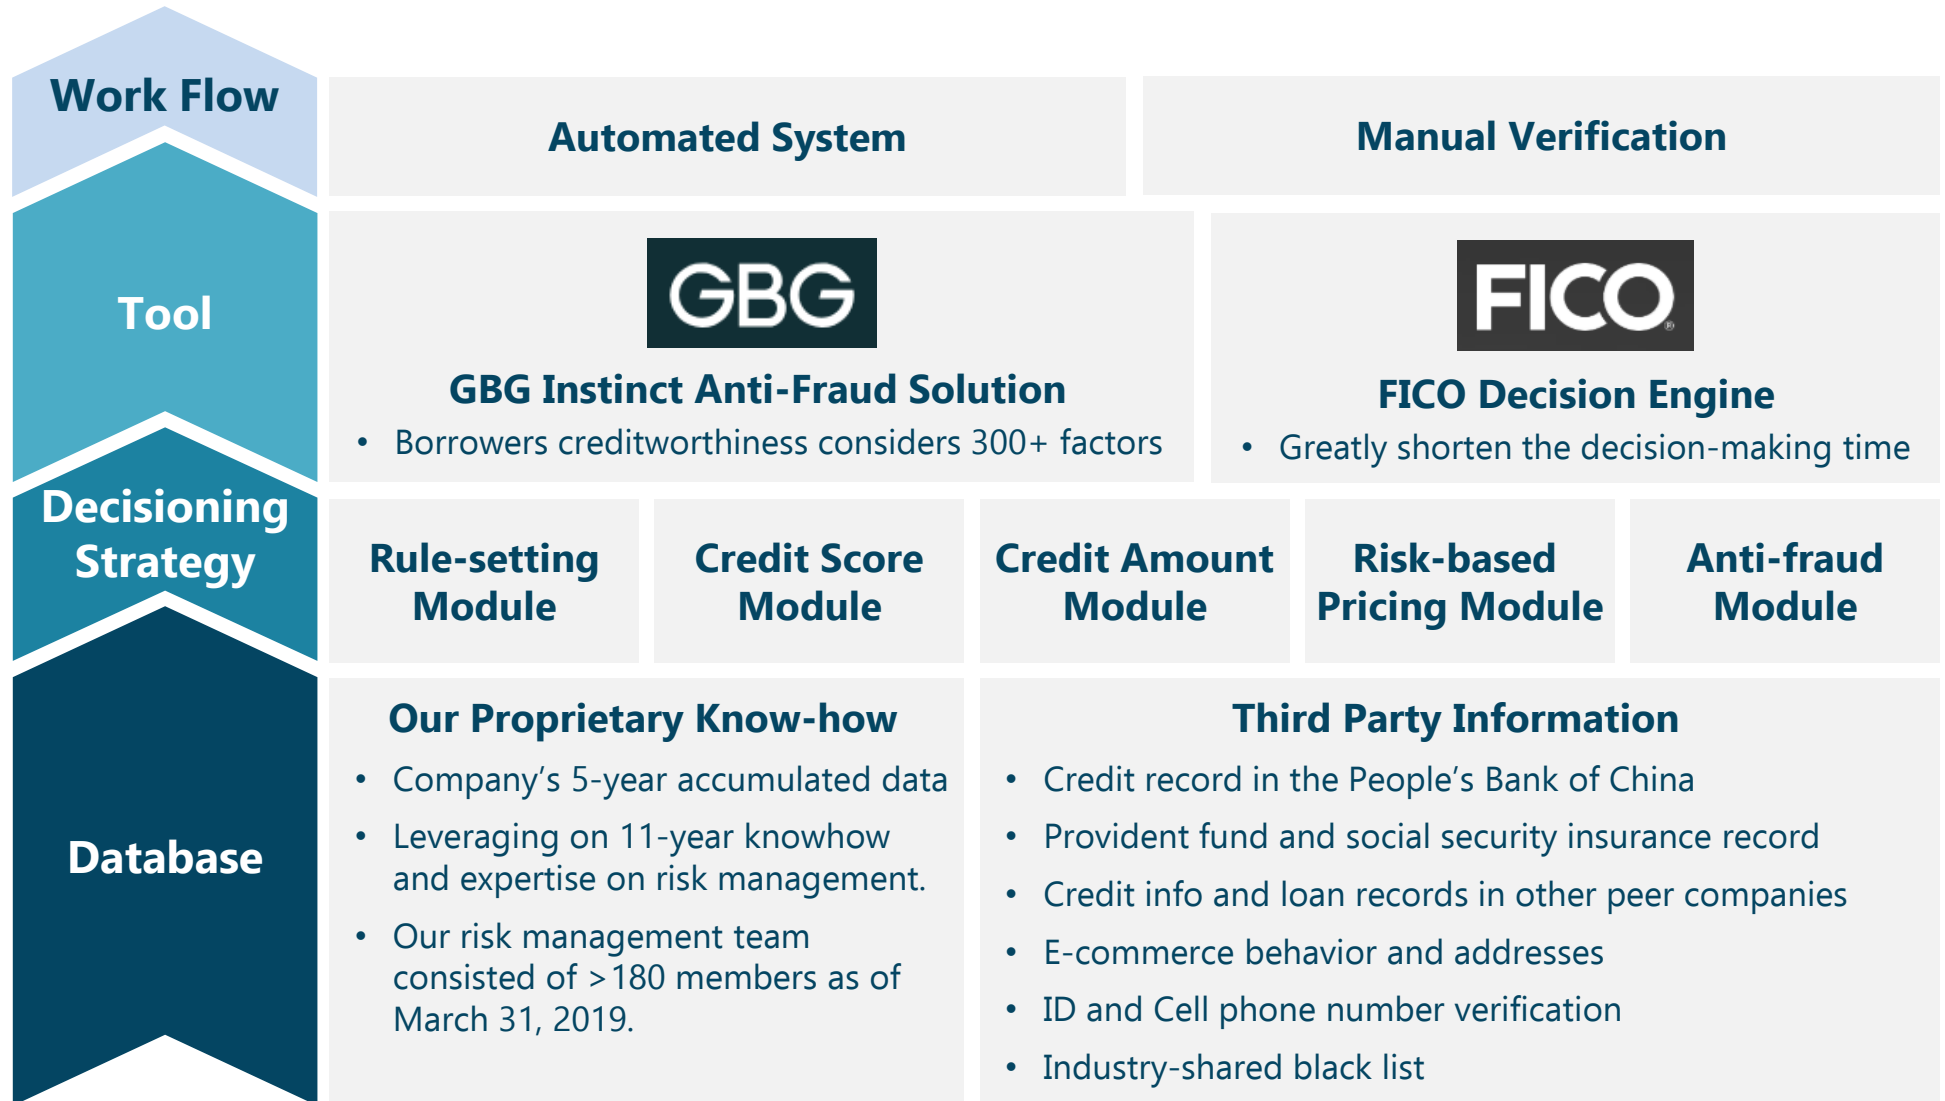 Work Flow
Automated System
Manual Verification
Tool
GBG
GBG Instinct Anti-Fraud Solution
• Borrowers creditworthiness considers 300+ factors
FICO®
FICO Decision Engine
• Greatly shorten the decision-making time
Decisioning
Strategy
Rule-setting
Module
Credit Score
Module
Credit Amount
Module
Risk-based
Pricing Module
Anti-fraud
Module
Database
Our Proprietary Know-how
• Company’s 5-year accumulated data
• Leveraging on 11-year knowhow
and expertise on risk management.
• Our risk management team
consisted of >180 members as of
March 31, 2019.
Third Party Information
• Credit record in the People’s Bank of China
• Provident fund and social security insurance record
• Credit info and loan records in other peer companies
• E-commerce behavior and addresses
• ID and Cell phone number verification
• Industry-shared black list